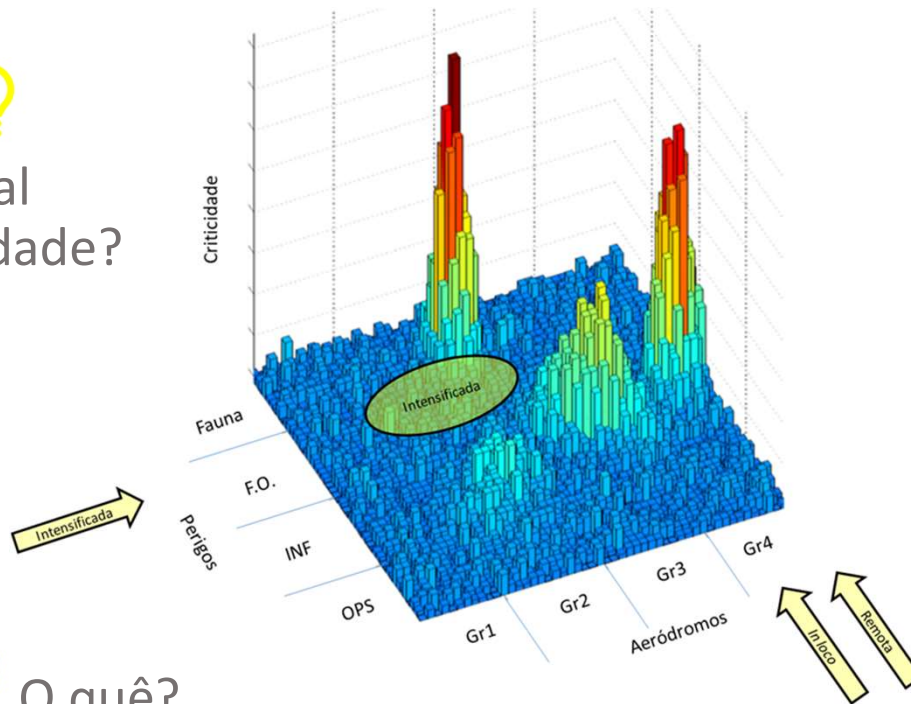 al
dade?
Criticidade
Intensificada
Fauna
F.O.
INF
OPS
Perigos
Intensificada
Gr1
Gr2
Gr3
Gr4
Aeródromos
In loco
Remota
O quê?